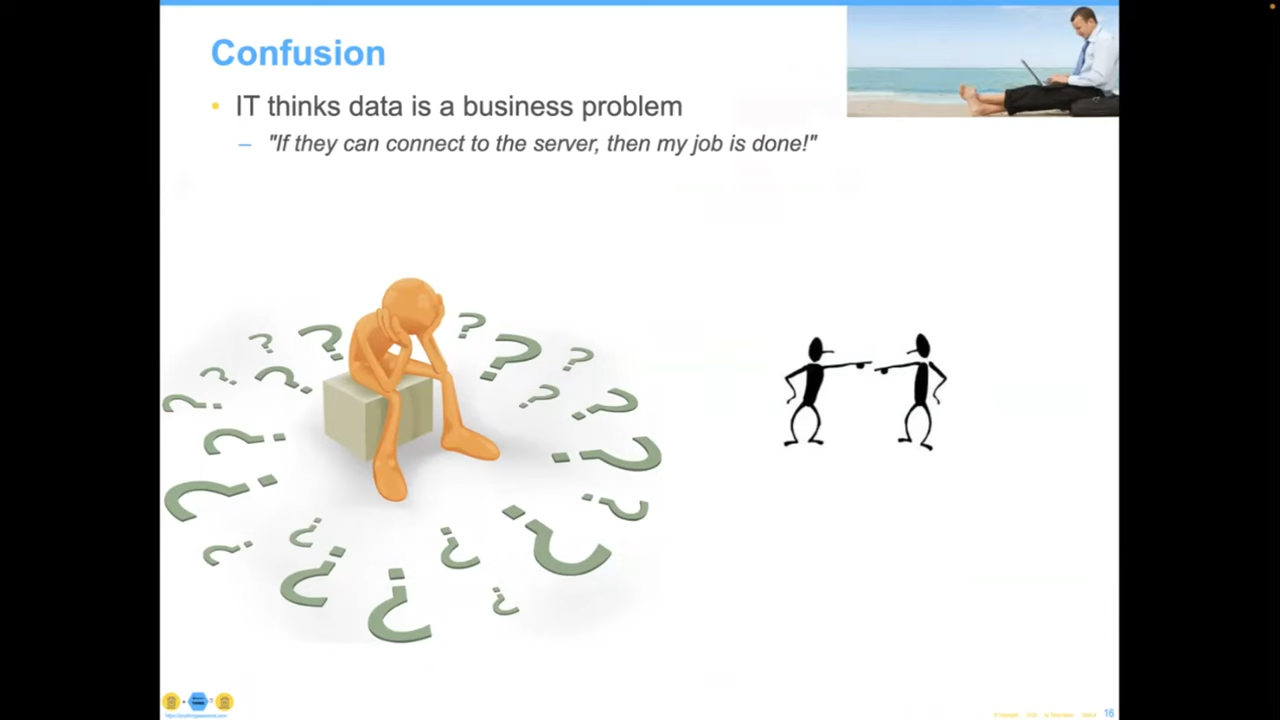 Confusion
• IT thinks data is a business problem
– "If they can connect to the server, then my job is done!"
16